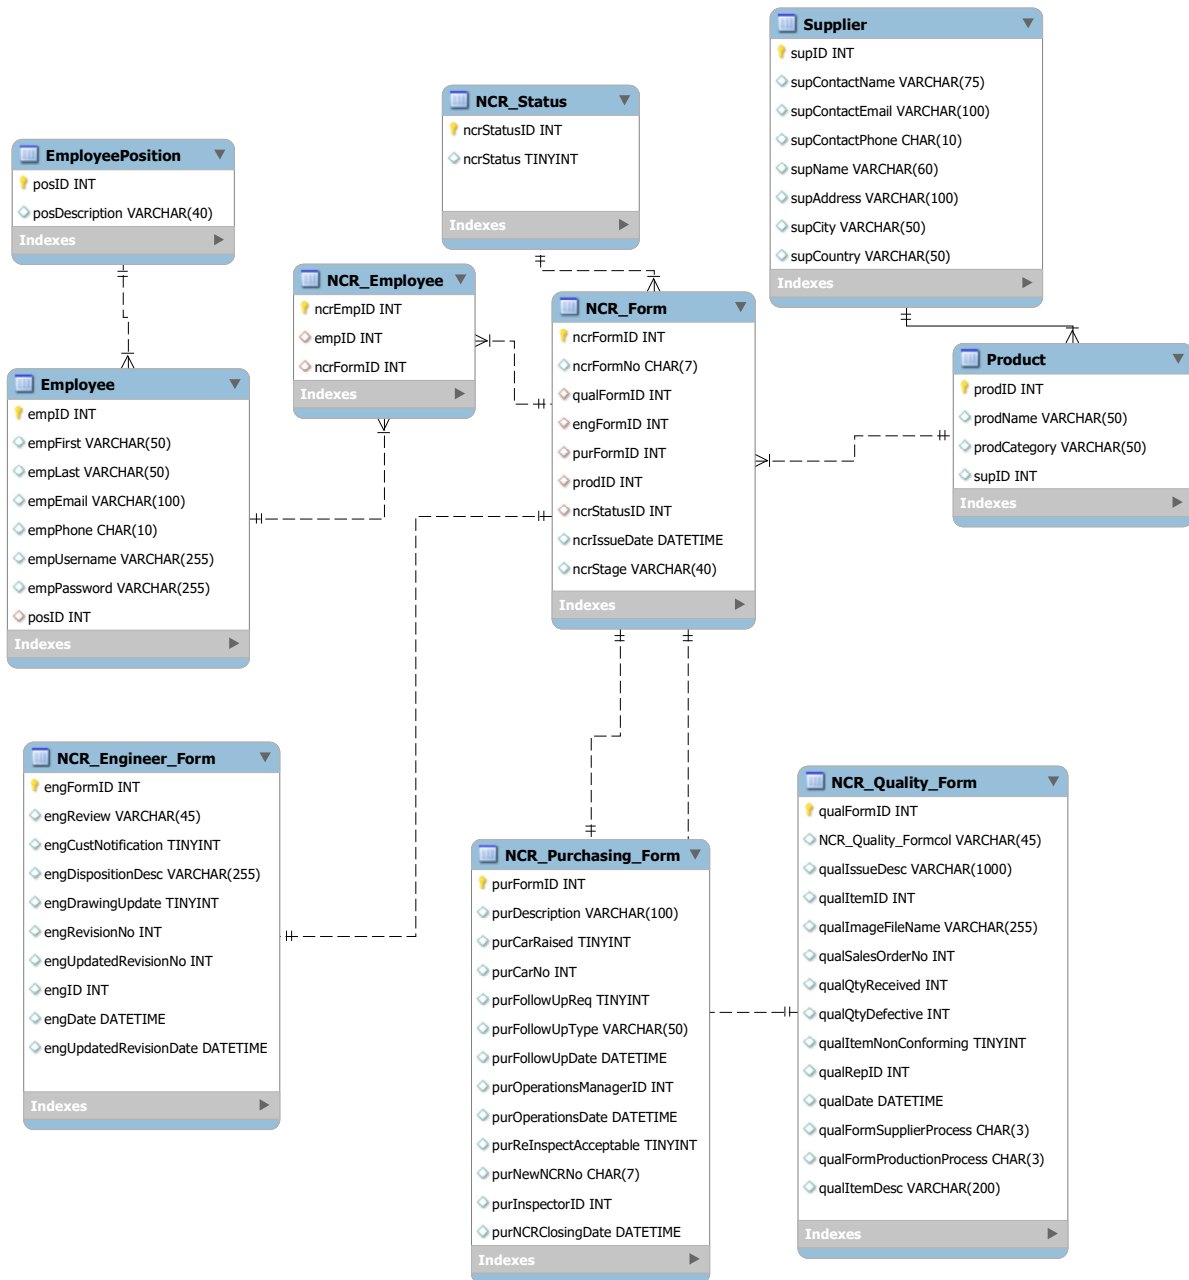 Supplier
supID INT
supContactName VARCHAR(75)
supContactEmail VARCHAR(100)
supContactPhone CHAR(10)
supName VARCHAR(60)
supAddress VARCHAR(100)
supCity VARCHAR(50)
supCountry VARCHAR(50)
Indexes
NCR_Status
ncrStatusID INT
ncrStatus TINYINT
Indexes
EmployeePosition
posID INT
posDescription VARCHAR(40)
Indexes
NCR_Employee
ncrEmpID INT
empID INT
ncrFormID INT
Indexes
NCR_Form
ncrFormID INT
ncrFormNo CHAR(7)
qualFormID INT
engFormID INT
purFormID INT
prodID INT
ncrStatusID INT
ncrIssueDate DATETIME
ncrStage VARCHAR(40)
Indexes
Product
prodID INT
prodName VARCHAR(50)
prodCategory VARCHAR(50)
supID INT
Indexes
Employee
empID INT
empFirst VARCHAR(50)
empLast VARCHAR(50)
empEmail VARCHAR(100)
empPhone CHAR(10)
empUsername VARCHAR(255)
empPassword VARCHAR(255)
posID INT
Indexes
NCR_Engineer_Form
engFormID INT
engReview VARCHAR(45)
engCustNotification TINYINT
engDispositionDesc VARCHAR(255)
engDrawingUpdate TINYINT
engRevisionNo INT
engUpdatedRevisionNo INT
engID INT
engDate DATETIME
engUpdatedRevisionDate DATETIME
Indexes
NCR_Purchasing_Form
purFormID INT
purDescription VARCHAR(100)
purCarRaised TINYINT
purCarNo INT
purFollowUpReq TINYINT
purFollowUpType VARCHAR(50)
purFollowUpDate DATETIME
purOperationsManagerID INT
purOperationsDate DATETIME
purReInspectAcceptable TINYINT
purNewNCRNo CHAR(7)
purInspectorID INT
purNCRClosingDate DATETIME
Indexes
NCR_Quality_Form
qualFormID INT
NCR_Quality_Formcol VARCHAR(45)
qualIssueDesc VARCHAR(1000)
qualItemID INT
qualImageFileName VARCHAR(255)
qualSalesOrderNo INT
qualQtyReceived INT
qualQtyDefective INT
qualItemNonConforming TINYINT
qualRepID INT
qualDate DATETIME
qualFormSupplierProcess CHAR(3)
qualFormProductionProcess CHAR(3)
qualItemDesc VARCHAR(200)
Indexes